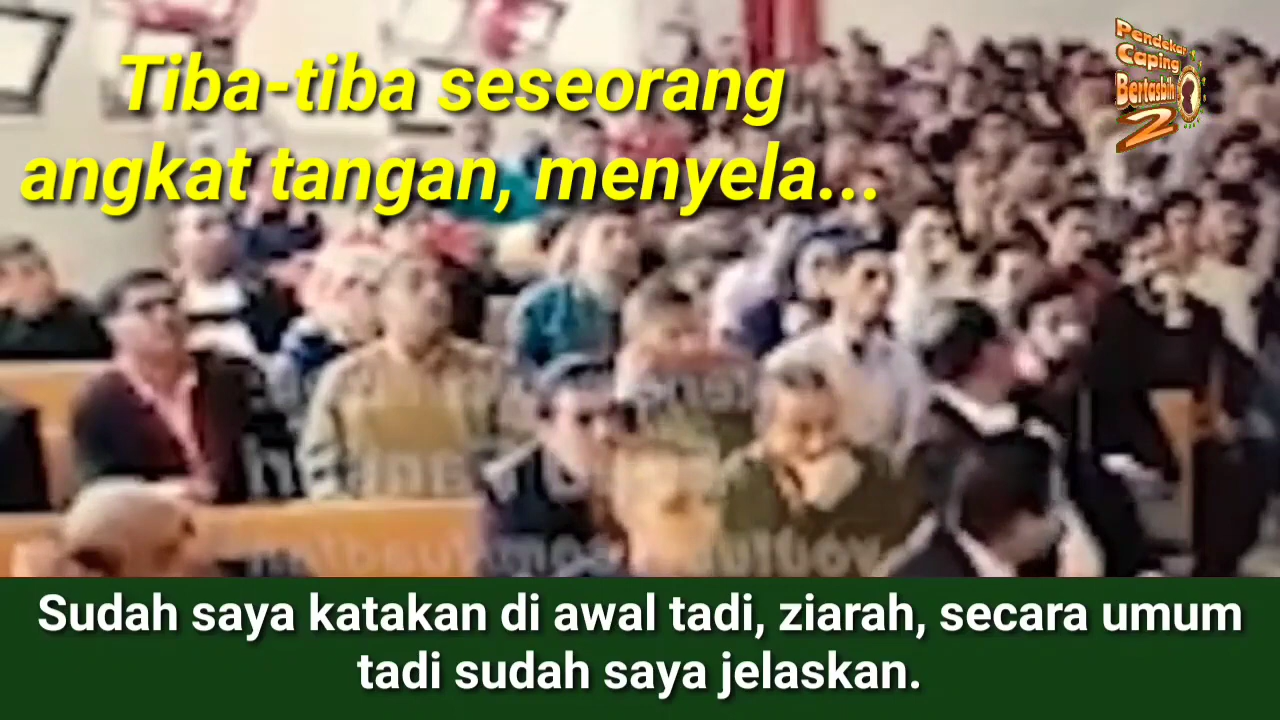 Tiba-tiba seseorang
angkat tangan, menyela...
Pendekar
Caping
Bertasbih
2
Sudah saya katakan di awal tadi, ziarah, secara umum
tadi sudah saya jelaskan.